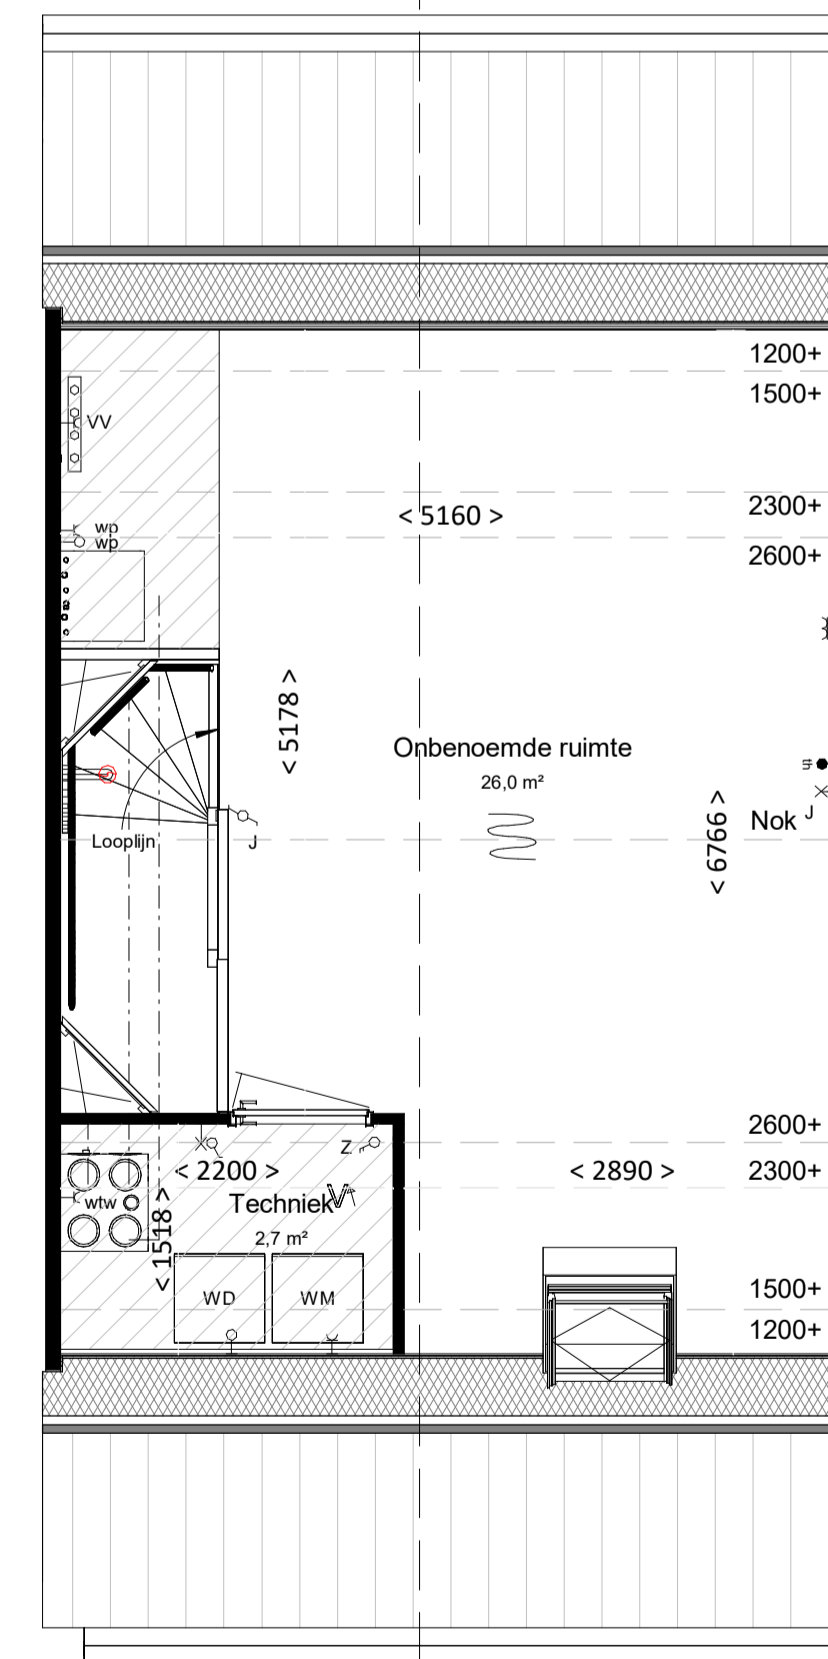 1200+
1500+
VV
2300+
< 5160 >
wp
wp
2600+
< 5178 >
Onbenoemde ruimte
26,0 m²
th
J
Nok
< 6766 >
Looplijn
J
2600+
Z
< 2200 >
< 2890 >
2300+
wtw
Techniek
V
< 1518 >
2,7 m²
1500+
WD
WM
1200+